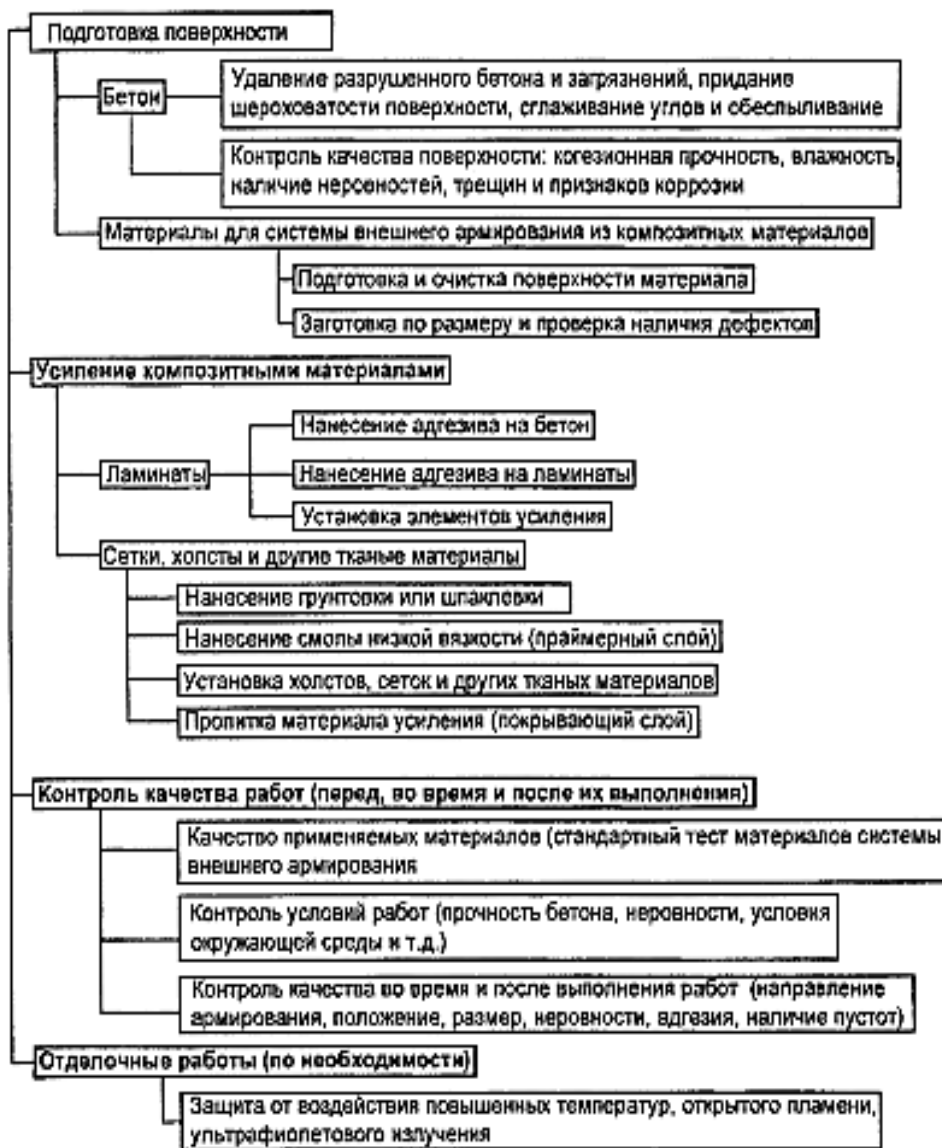 Подготовка поверхности
Бетон
Удаление разрушенного бетона и загрязнений, придание
шероховатости поверхности, сглаживание углов и обеспыливание
Контроль качества поверхности: когезионная прочность, влажность,
наличие неровностей, трещин и признаков коррозии
Материалы для системы внешнего армирования из композитных материалов
Подготовка и очистка поверхности материала
Заготовка по размеру и проверка наличия дефектов
Усиление композитными материалами
Ламинаты
Нанесение адгезива на бетон
Нанесение адгезива на ламинаты
Установка элементов усиления
Сетки, холсты и другие тканые материалы
Нанесение грунтовки или шпаклевки
Нанесение смолы низкой вязкости (праймерный слой)
Установка холстов, сеток и других тканых материалов
Пропитка материала усиления (покрывающий слой)
Контроль качества работ (перед, во время и после их выполнения)
Качество применяемых материалов (стандартный тест материалов системы
внешнего армирования
Контроль условий работ (прочность бетона, неровности, условия
окружающей среды и т.д.)
Контроль качества во время и после выполнения работ (направление
армирования, положение, размер, неровности, адгезия, наличие пустот)
Отделочные работы (по необходимости)
Защита от воздействия повышенных температур, открытого пламени,
ультрафиолетового излучения